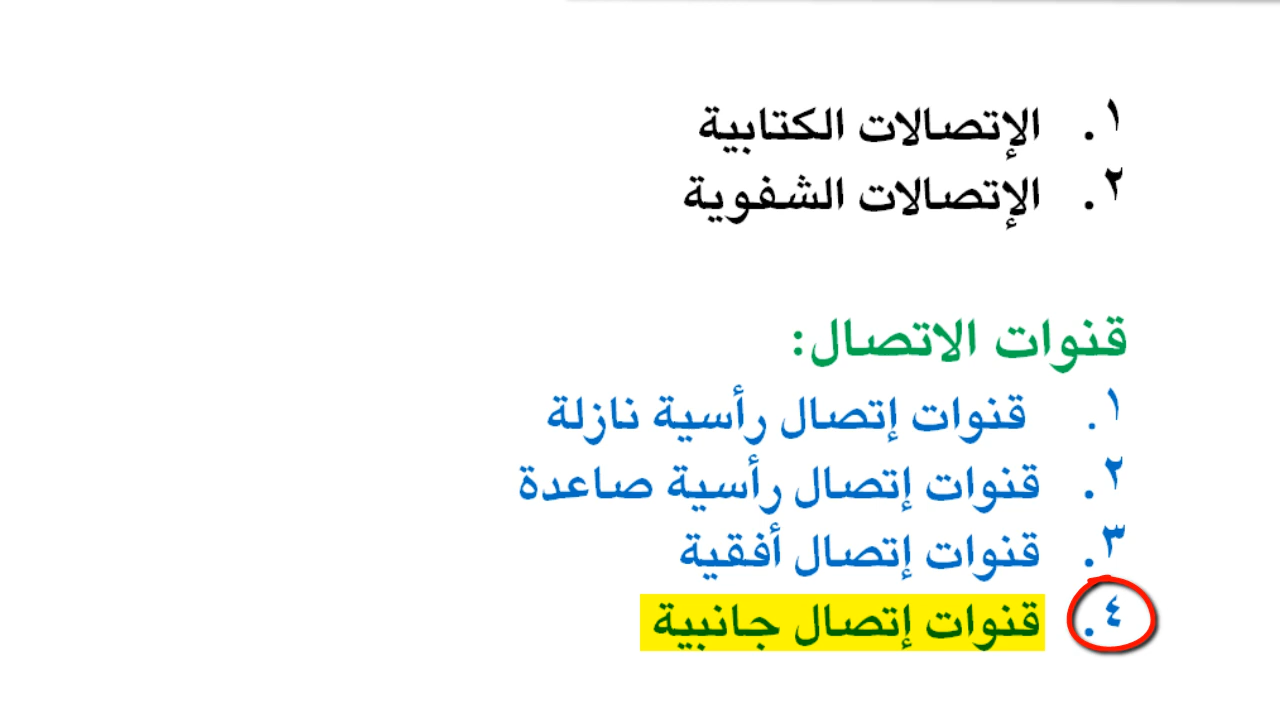 ١. الإتصالات الكتابية
٢. الإتصالات الشفوية
قنوات الاتصال:
١. قنوات إتصال رأسية نازلة
٢. قنوات إتصال رأسية صاعدة
٣. قنوات إتصال أفقية
٤. قنوات إتصال جانبية